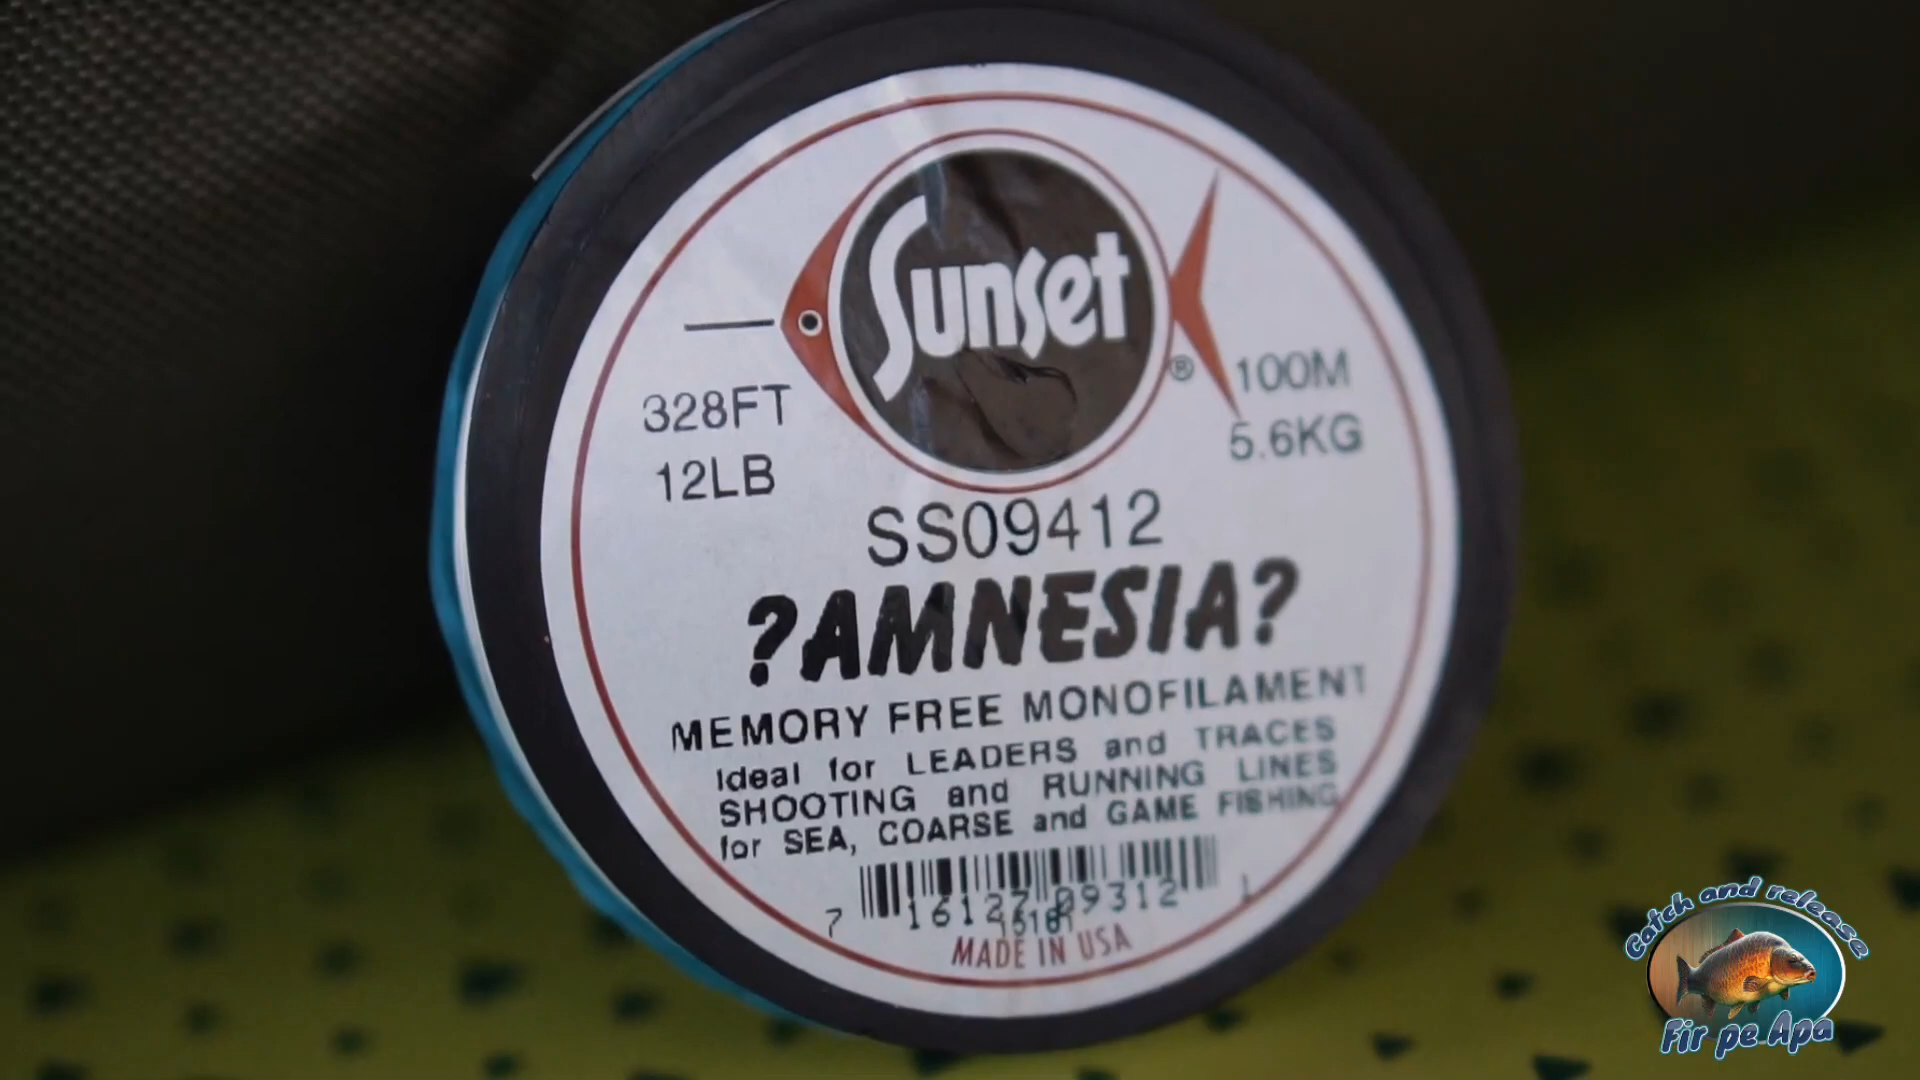 Sunset
®
328FT
12LB
100M
5.6KG
SS09412
?AMNESIA?
MEMORY FREE MONOFILAMENT
Ideal for LEADERS and TRACES
SHOOTING and RUNNING LINES
for SEA, COARSE and GAME FISHING
7 16127 09312 1
MADE IN USA
Catch and release
Fir pe Apa